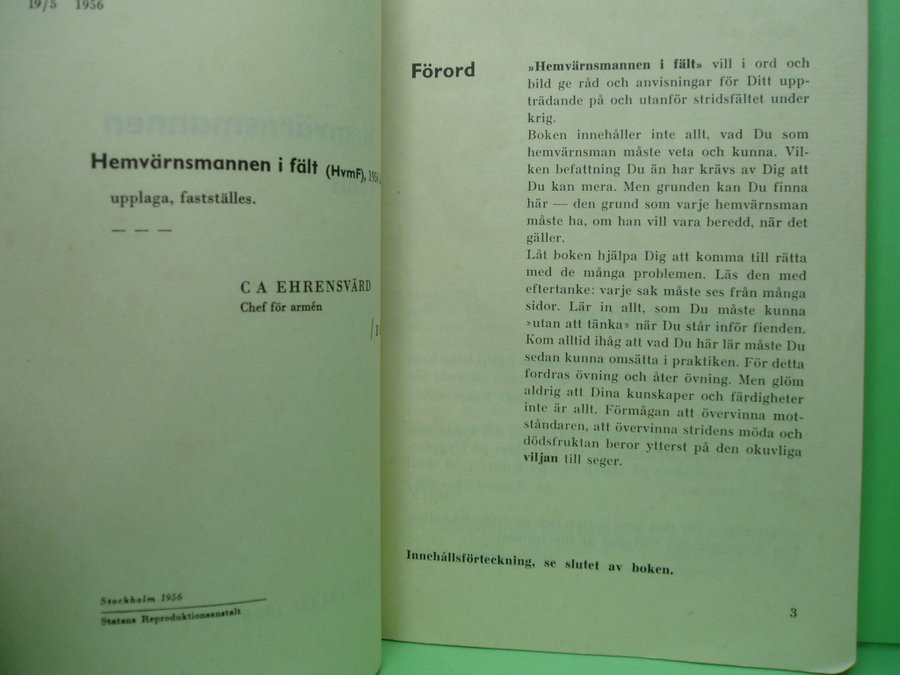 19/5 1956
Hemvärnsmannen i fält (HvmF), 1956
upplaga, fastställes.
— — —
C A EHRENSVÄRD
Chef för armén
Stockholm 1956
Statens Reproduktionsanstalt
Förord
»Hemvärnsmannen i fält» vill i ord och
bild ge råd och anvisningar för Ditt upp-
trädande på och utanför stridsfältet under
krig.
Boken innehåller inte allt, vad Du som
hemvärnsman måste veta och kunna. Vil-
ken befattning Du än har krävs av Dig att
Du kan mera. Men grunden kan Du finna
här — den grund som varje hemvärnsman
måste ha, om han vill vara beredd, när det
gäller.
Låt boken hjälpa Dig att komma till rätta
med de många problemen. Läs den med
eftertanke: varje sak måste ses från många
sidor. Lär in allt, som Du måste kunna
»utan att tänka» när Du står inför fienden.
Kom alltid ihåg att vad Du här lär måste Du
sedan kunna omsätta i praktiken. För detta
fordras övning och åter övning. Men glöm
aldrig att Dina kunskaper och färdigheter
inte är allt. Förmågan att övervinna mot-
ståndaren, att övervinna stridens möda och
dödsfruktan beror ytterst på den okuvliga
viljan till seger.
Innehållsförteckning, se slutet av boken.
3